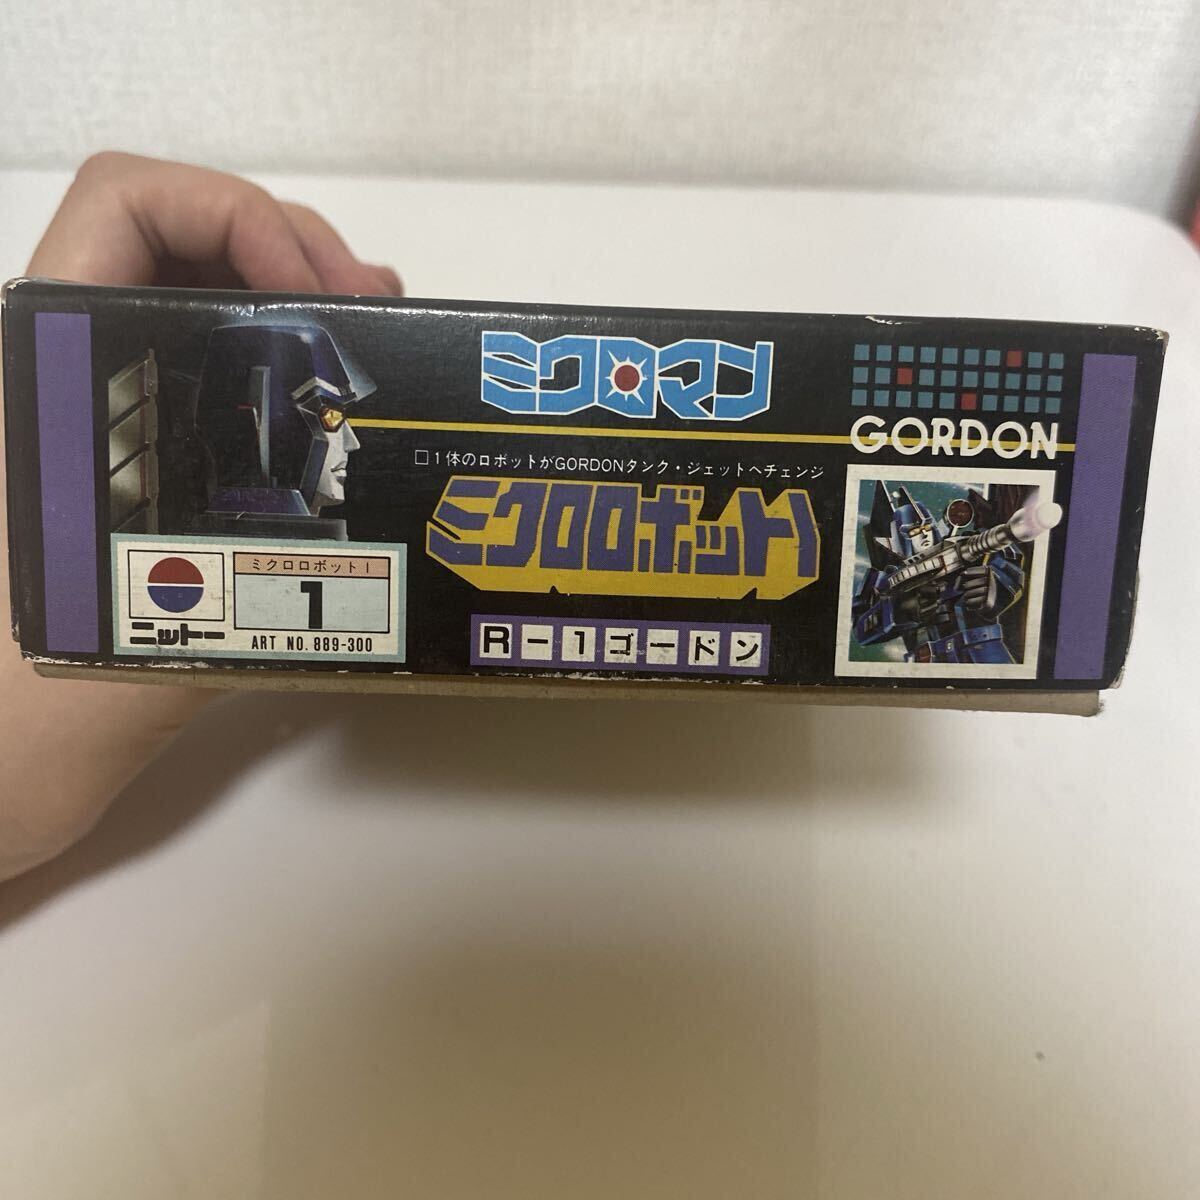 ミクロマン
GORDON
□1体のロボットがGORDONタンク・ジェットへチェンジ
ミクロロボットI
R-1ゴードン
ミクロロボットI
1
ニットー
ART NO. 889-300